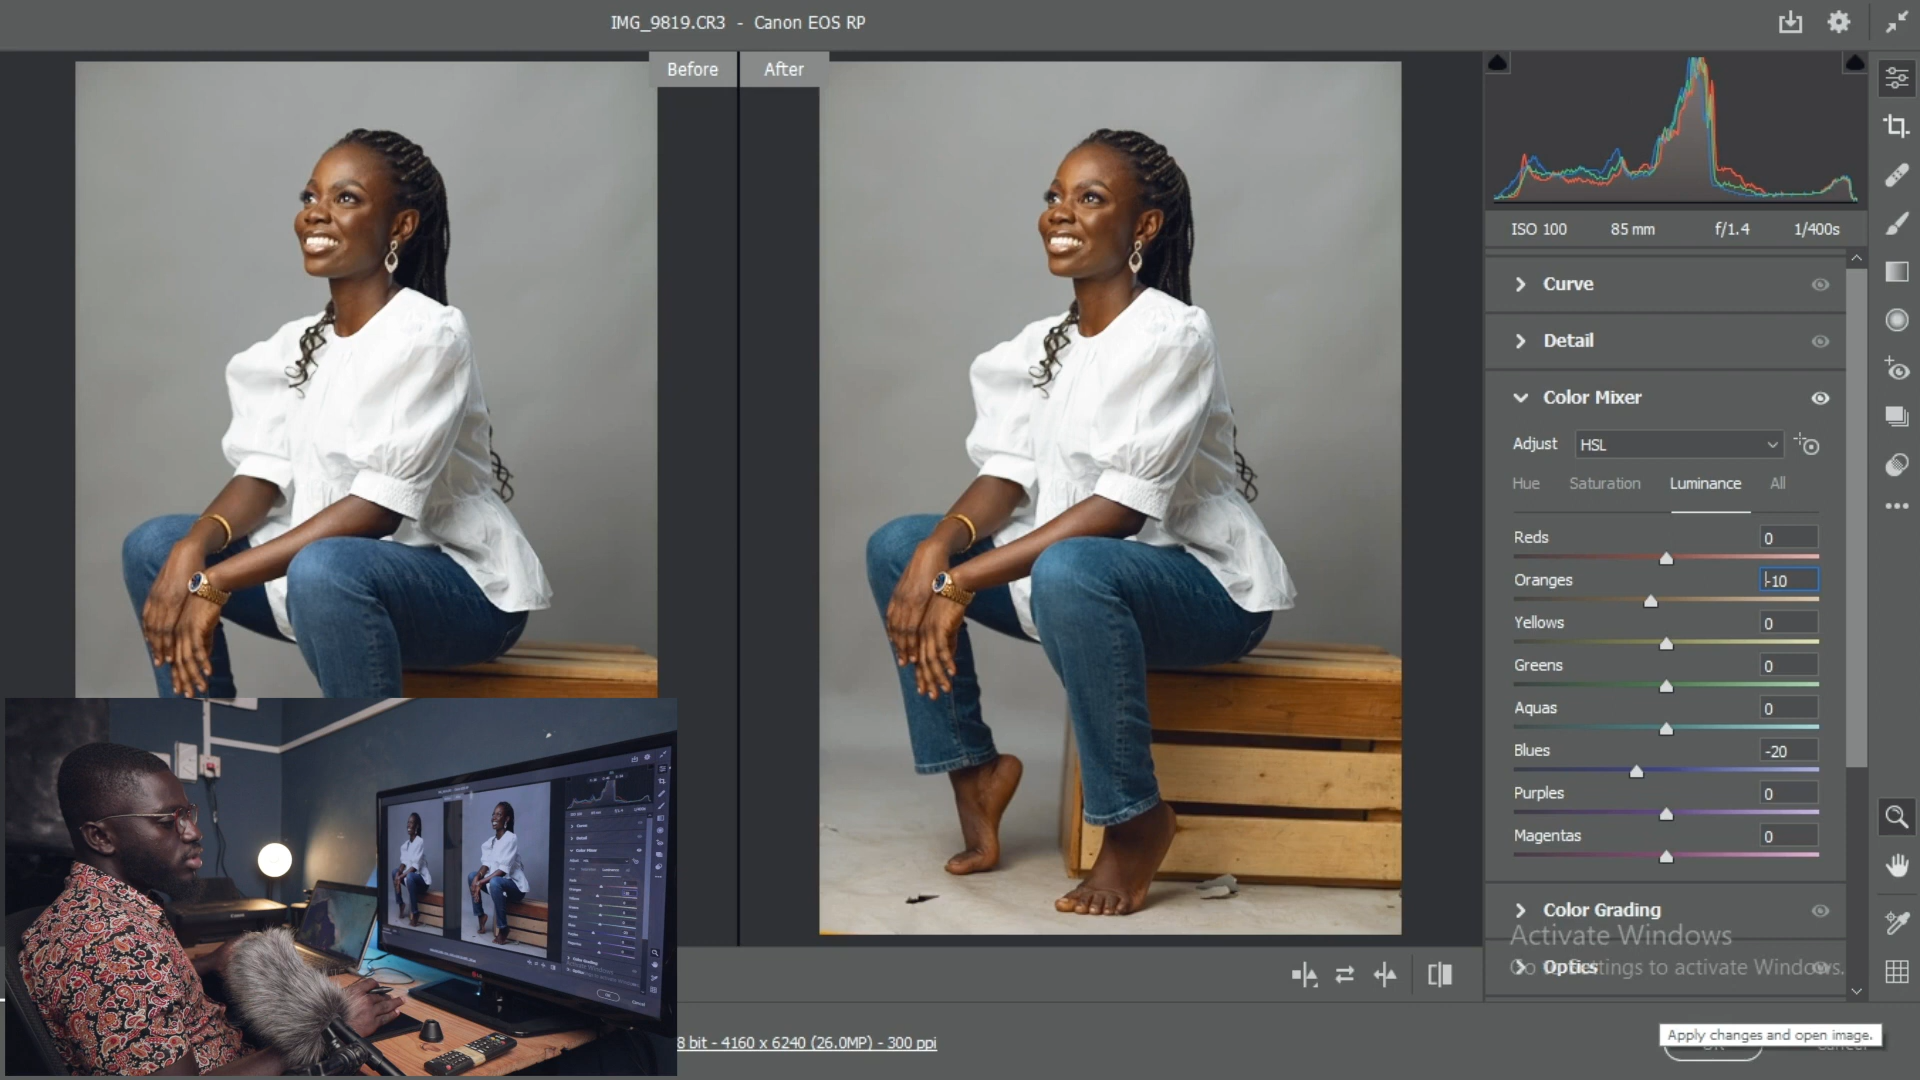 IMG_9819.CR3 - Canon EOS RP
Before
After
ISO 100 85 mm f/1.4 1/400s
Curve
Detail
Color Mixer
Adjust HSL
Hue Saturation Luminance All
Reds 0
Oranges -10
Yellows 0
Greens 0
Aquas 0
Blues -20
Purples 0
Magentas 0
Color Grading
Activate Windows
Optics
Go to Settings to activate Windows.
8 bit - 4160 x 6240 (26.0MP) - 300 ppi
Apply changes and open image.